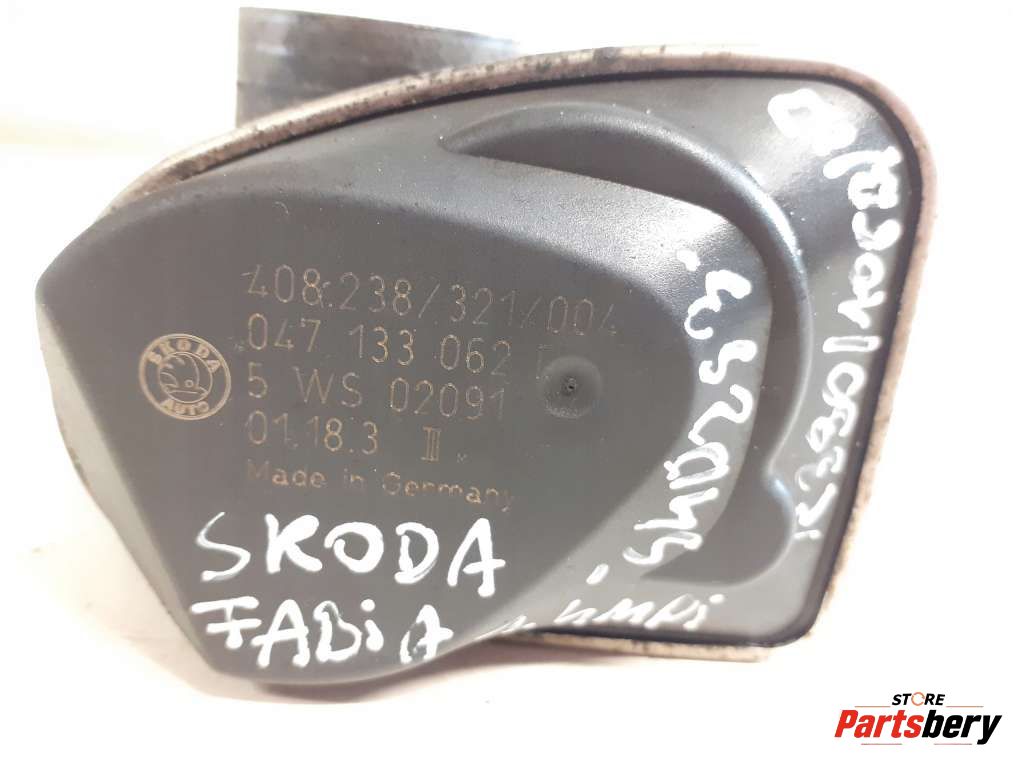 408.238/321/004
047 133 062
5 WS 02091
01.18.3 II
Made in Germany
SKODA
AUTO
SKODA
FABiA
STORE
Partsbery